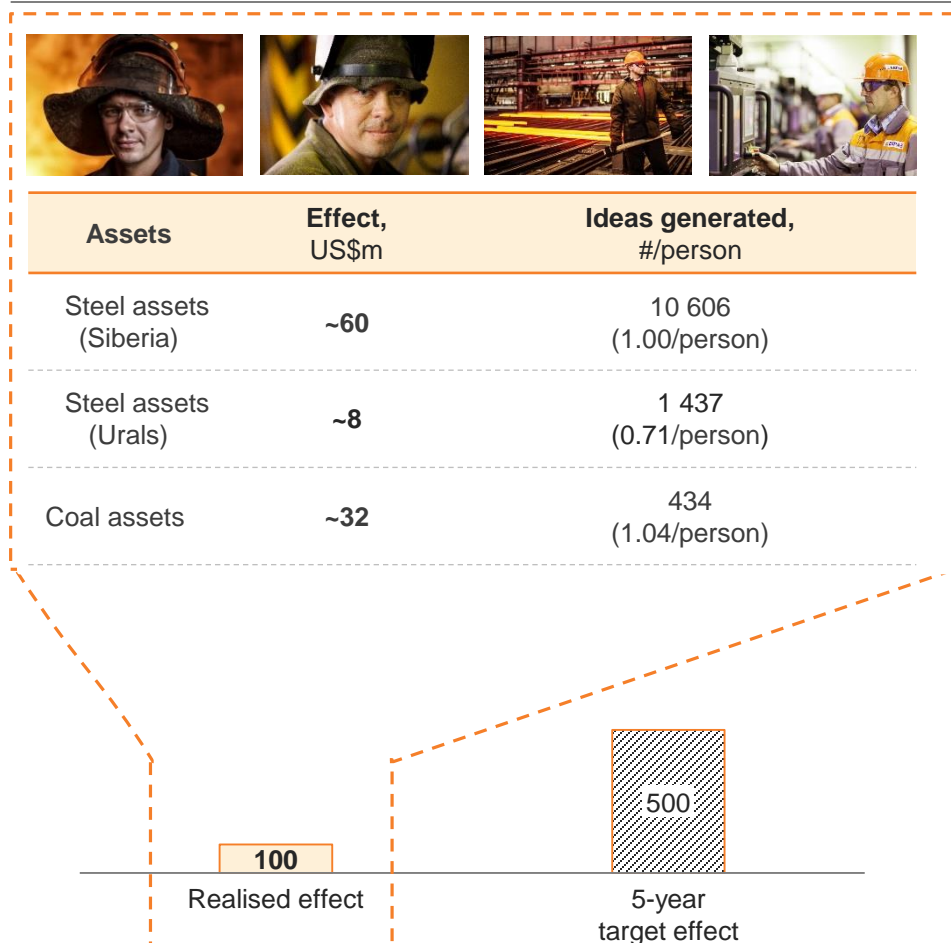 Assets
Effect,
US$m
Ideas generated,
#/person
Steel assets
(Siberia)
~60
10 606
(1.00/person)
Steel assets
(Urals)
~8
1 437
(0.71/person)
Coal assets
~32
434
(1.04/person)
100
500
Realised effect
5-year
target effect